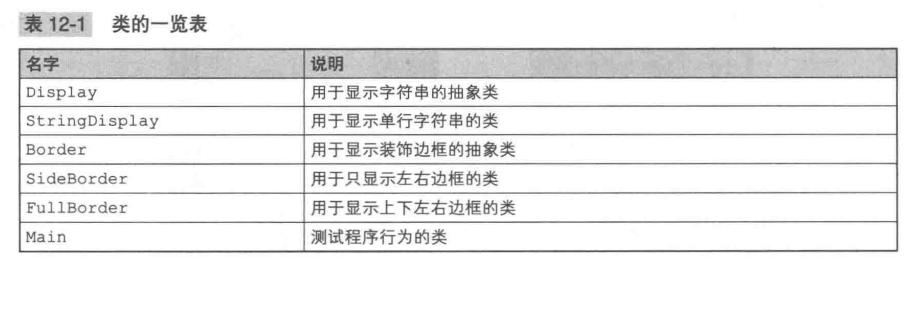 表 12-1 类的一览表
名字 说明
Display 用于显示字符串的抽象类
StringDisplay 用于显示单行字符串的类
Border 用于显示装饰边框的抽象类
SideBorder 用于只显示左右边框的类
FullBorder 用于显示上下左右边框的类
Main 测试程序行为的类